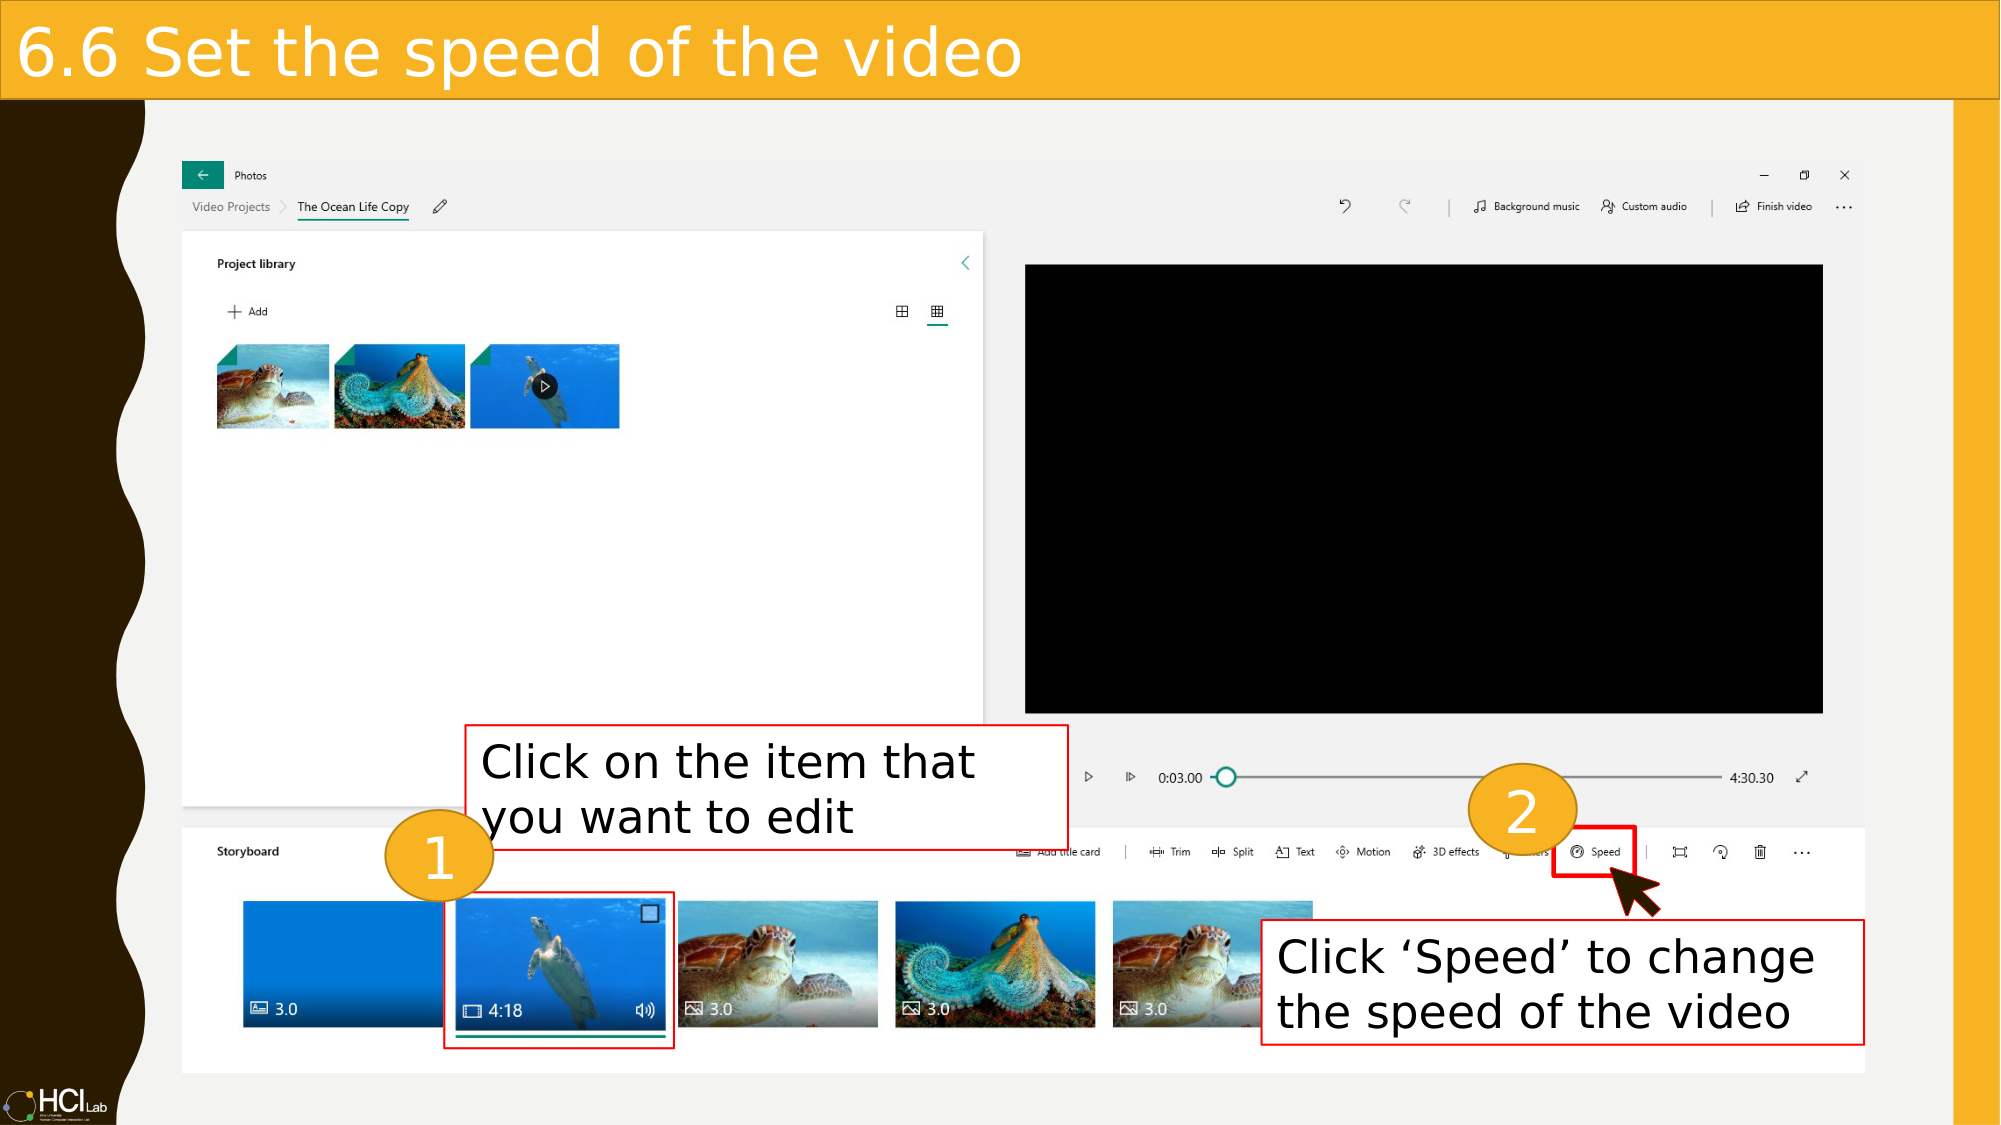 6.6 Set the speed of the video
Photos
Video Projects
The Ocean Life Copy
Background music
Custom audio
Finish video
Project library
Add
Click on the item that
you want to edit
0:03.00
4:30.30
1
2
Storyboard
Add title card
Trim
Split
Text
Motion
3D effects
Speed
3.0
4:18
3.0
3.0
3.0
Click ‘Speed’ to change
the speed of the video
HCI Lab